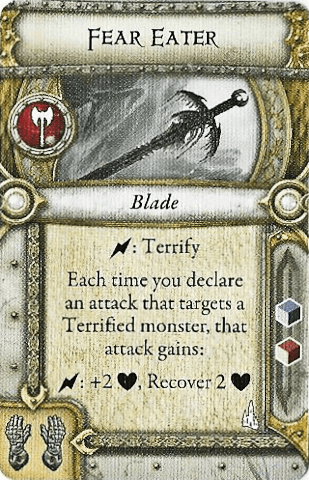 FEAR EATER
Blade
: Terrify
Each time you declare
an attack that targets a
Terrified monster, that
attack gains:
: +2 ♥, Recover 2 ♥